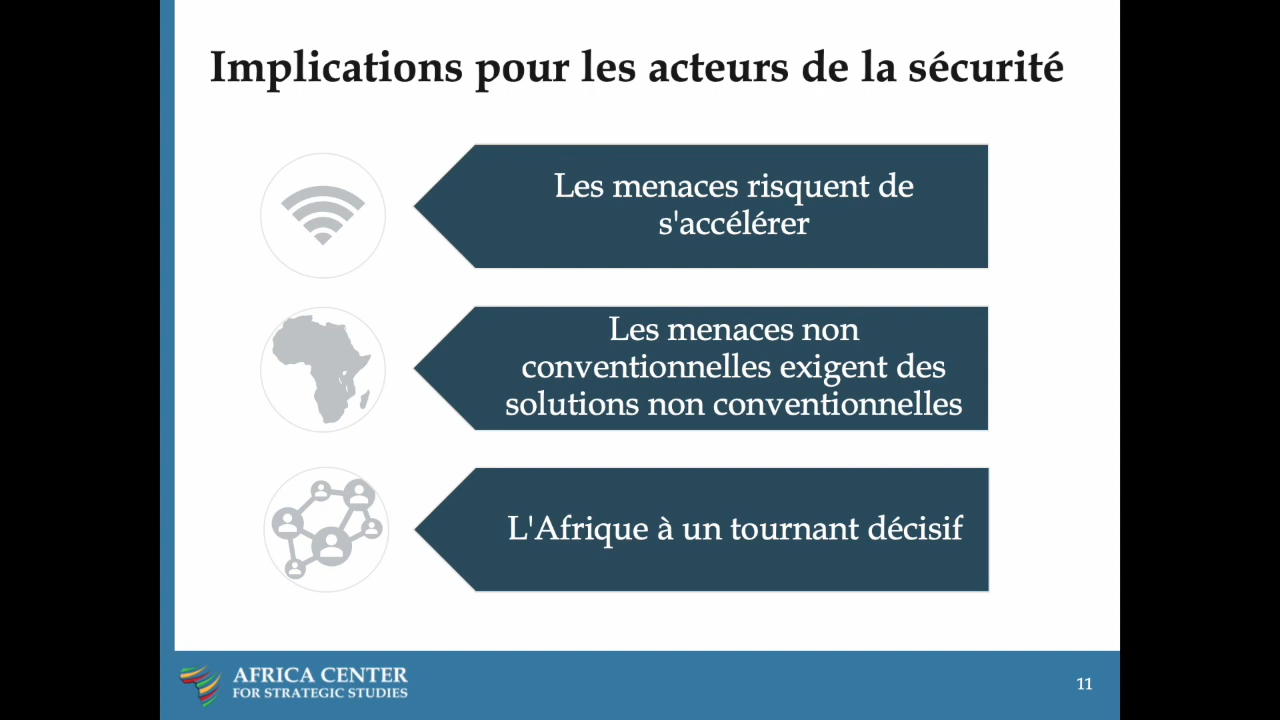 Implications pour les acteurs de la sécurité
Les menaces risquent de
s'accélérer
Les menaces non
conventionnelles exigent des
solutions non conventionnelles
L'Afrique à un tournant décisif
AFRICA CENTER
FOR STRATEGIC STUDIES
11